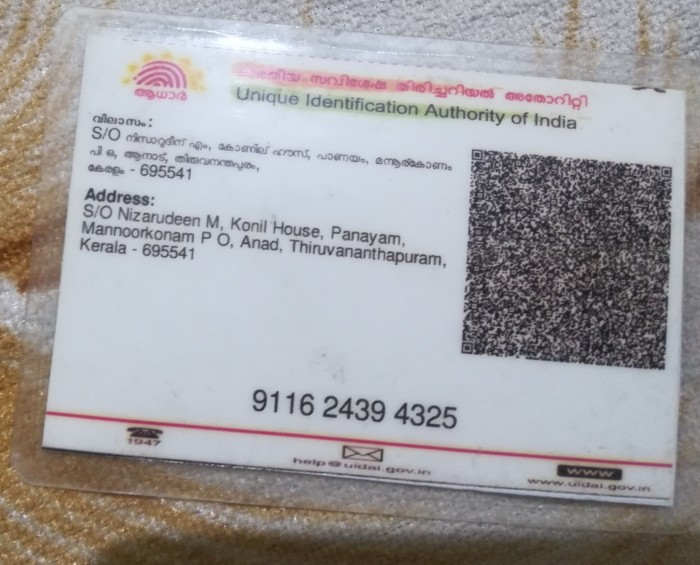 ആധാർ
ഭാരതീയ സവിശേഷ തിരിച്ചറിയൽ അതോറിറ്റി
Unique Identification Authority of India
വിലാസം:
S/O നിസാറുദീന് എം, കോണില് ഹൗസ്, പാണയം, മന്നൂര്കോണം
പി ഒ, ആനാട്, തിരുവനന്തപുരം,
കേരളം - 695541
Address:
S/O Nizarudeen M, Konil House, Panayam,
Mannoorkonam P O, Anad, Thiruvananthapuram,
Kerala - 695541
9116 2439 4325
1947
help@uidai.gov.in
www
www.uidai.gov.in